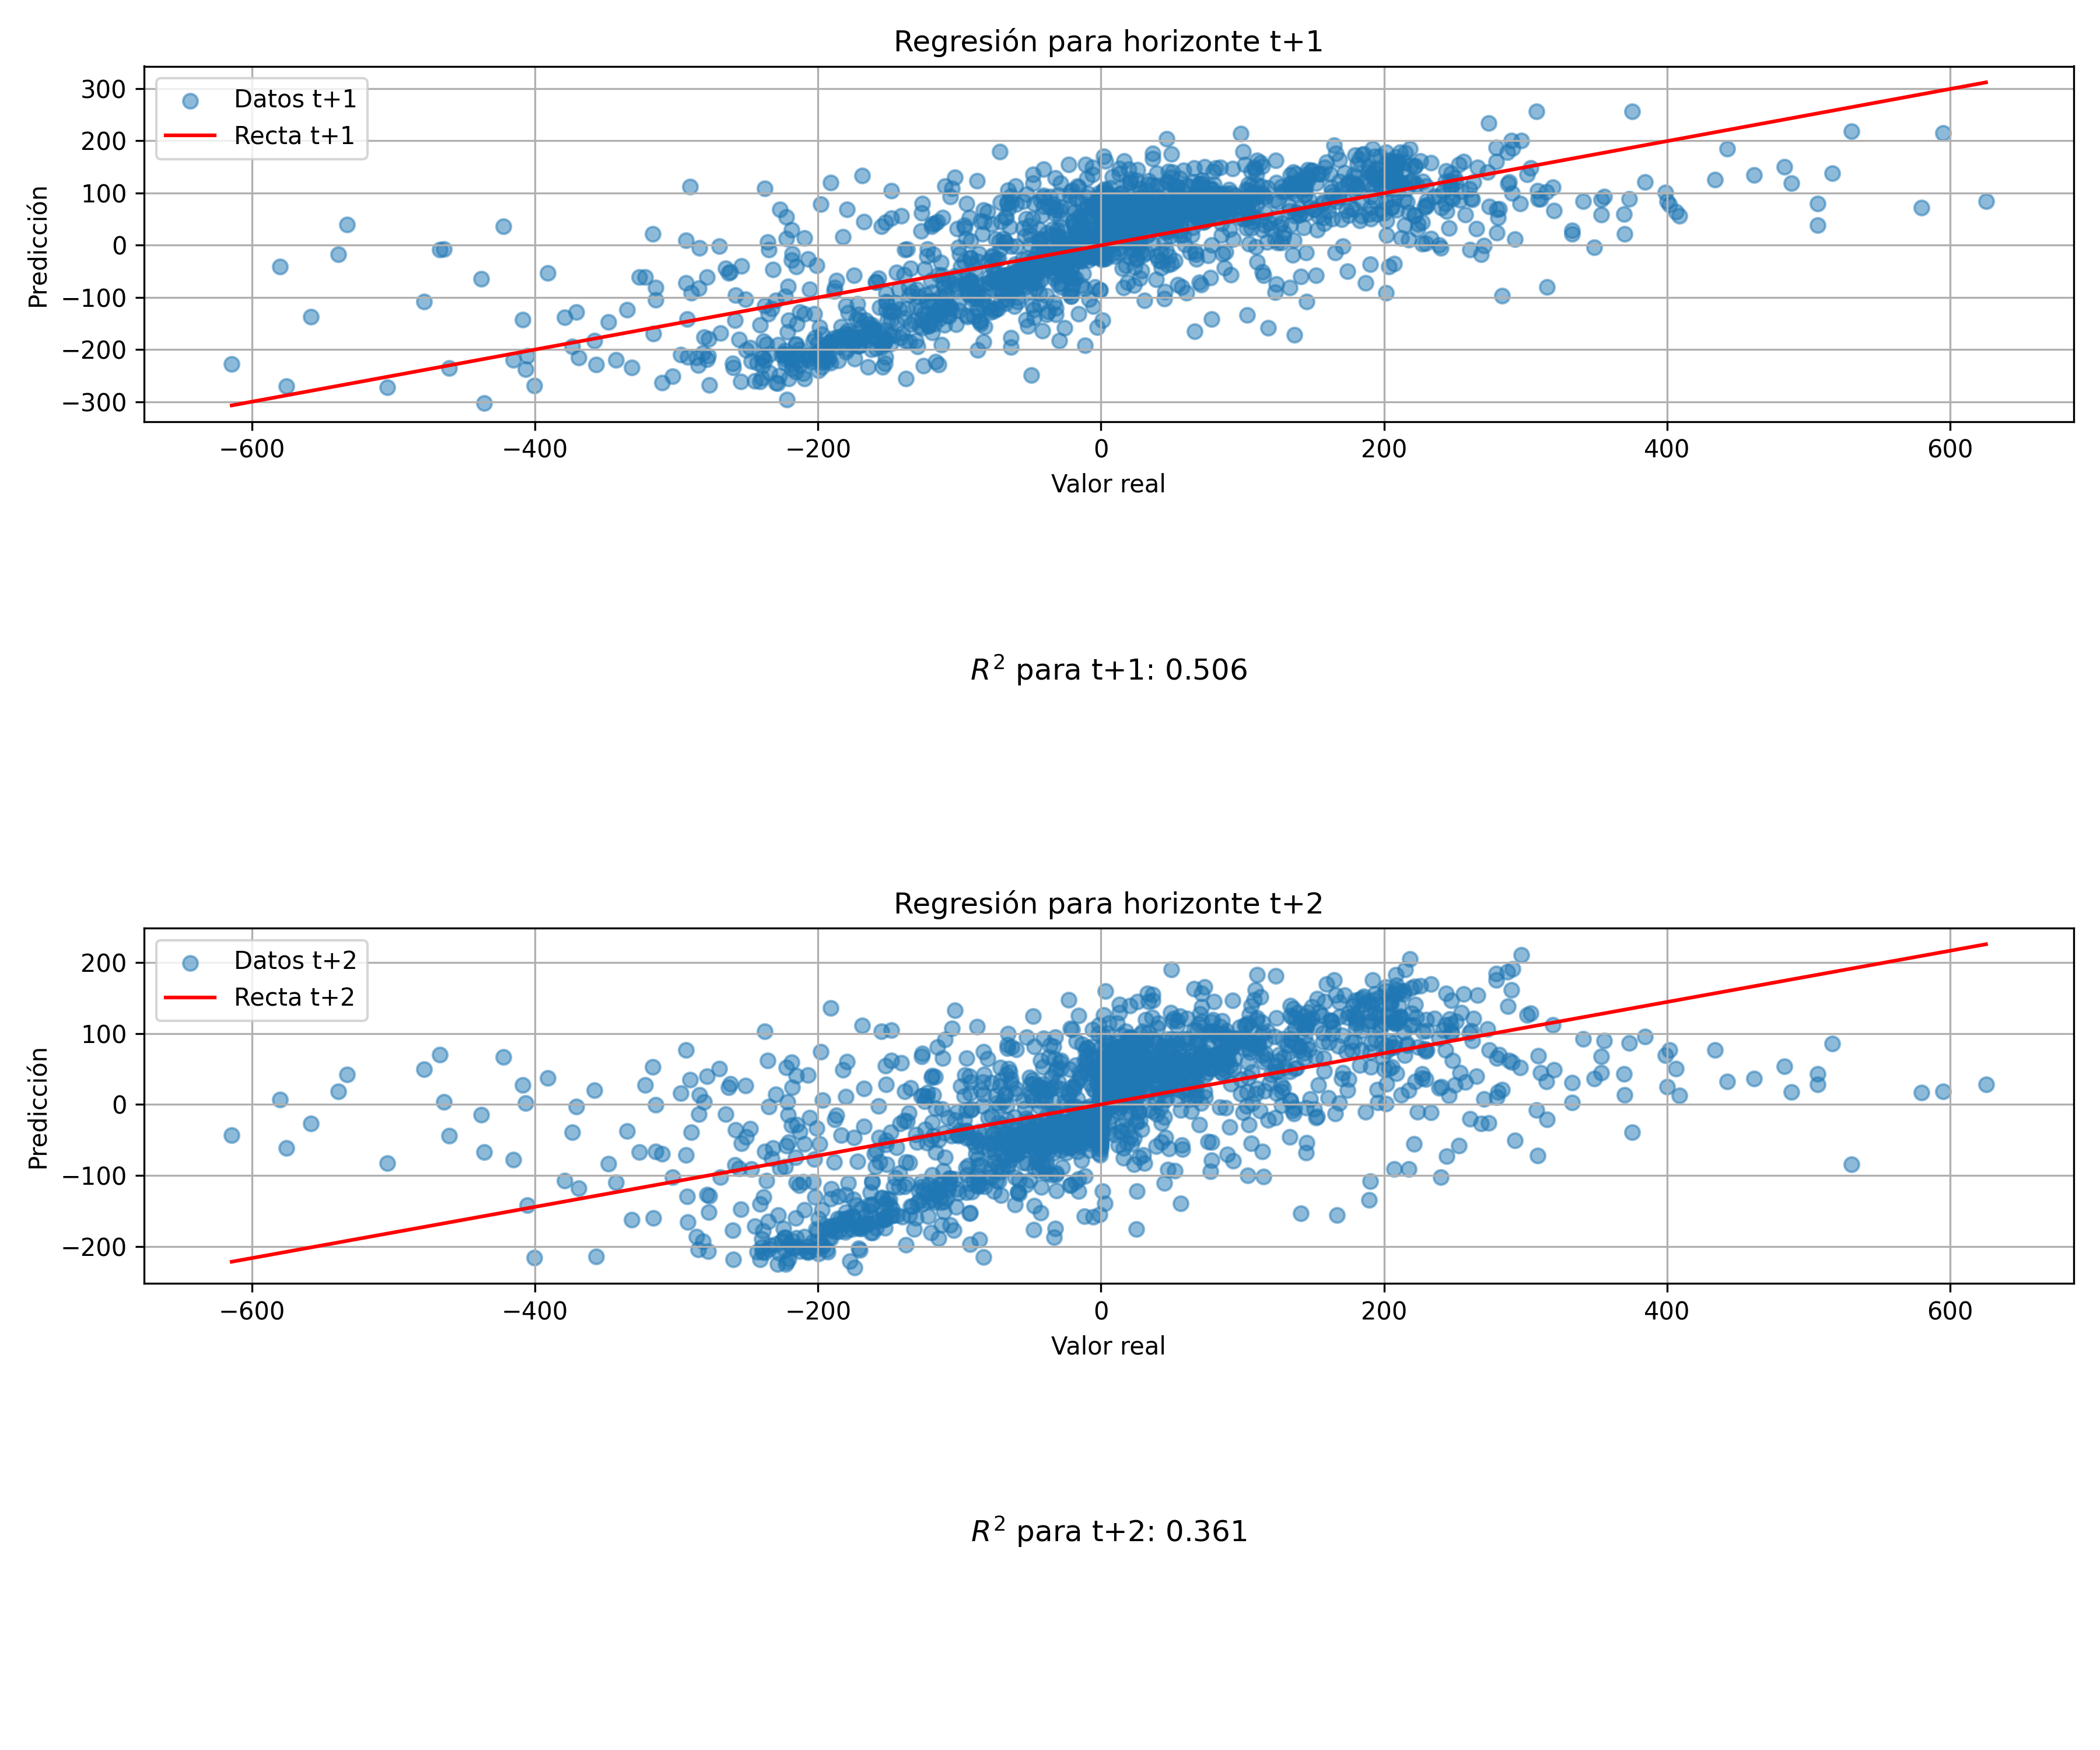 Regresión para horizonte t+1
Datos t+1
Recta t+1
300
200
100
0
−100
−200
−300
Predicción
−600 −400 −200 0 200 400 600
Valor real
R² para t+1: 0.506
Regresión para horizonte t+2
Datos t+2
Recta t+2
200
100
0
−100
−200
Predicción
−600 −400 −200 0 200 400 600
Valor real
R² para t+2: 0.361